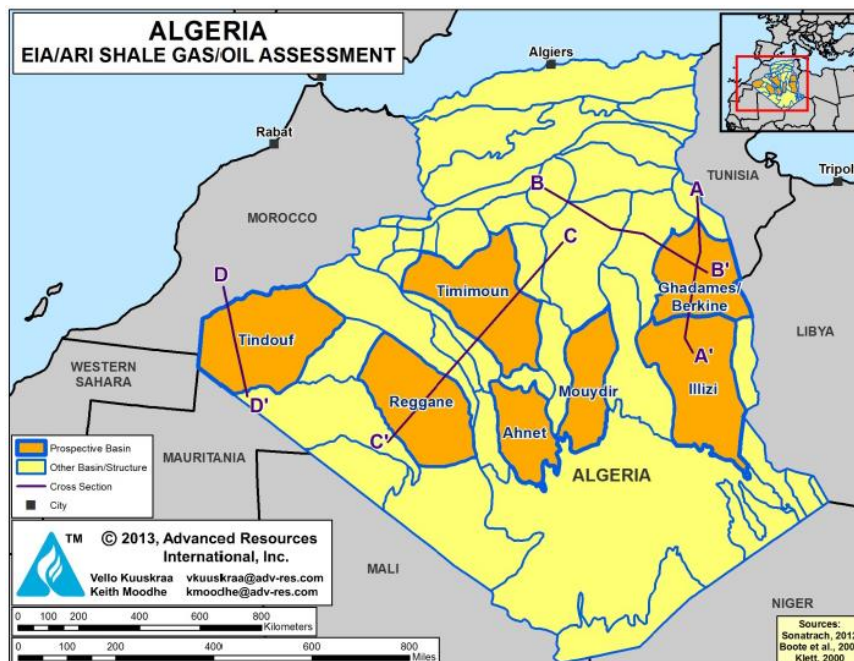 ALGERIA
EIA/ARI SHALE GAS/OIL ASSESSMENT
Algiers
Rabat
TUNISIA
Tripol
MOROCCO
A
B
C
B'
D
Timimoun
Ghadames/
Berkine
Tindouf
LIBYA
A'
WESTERN
SAHARA
Mouydir
Illizi
Reggane
D'
Ahnet
C'
MAURITANIA
ALGERIA
Prospective Basin
Other Basin/Structure
Cross Section
City
TM
© 2013, Advanced Resources
International, Inc.
Vello Kuuskraa vkuuskraa@adv-res.com
Keith Moodhe kmoodhe@adv-res.com
MALI
NIGER
0 100 200 400 600 800
Kilometers
0 100 200 400 600 800
Miles
Sources:
Sonatrach, 2012
Boote et al., 200
Klett, 2000